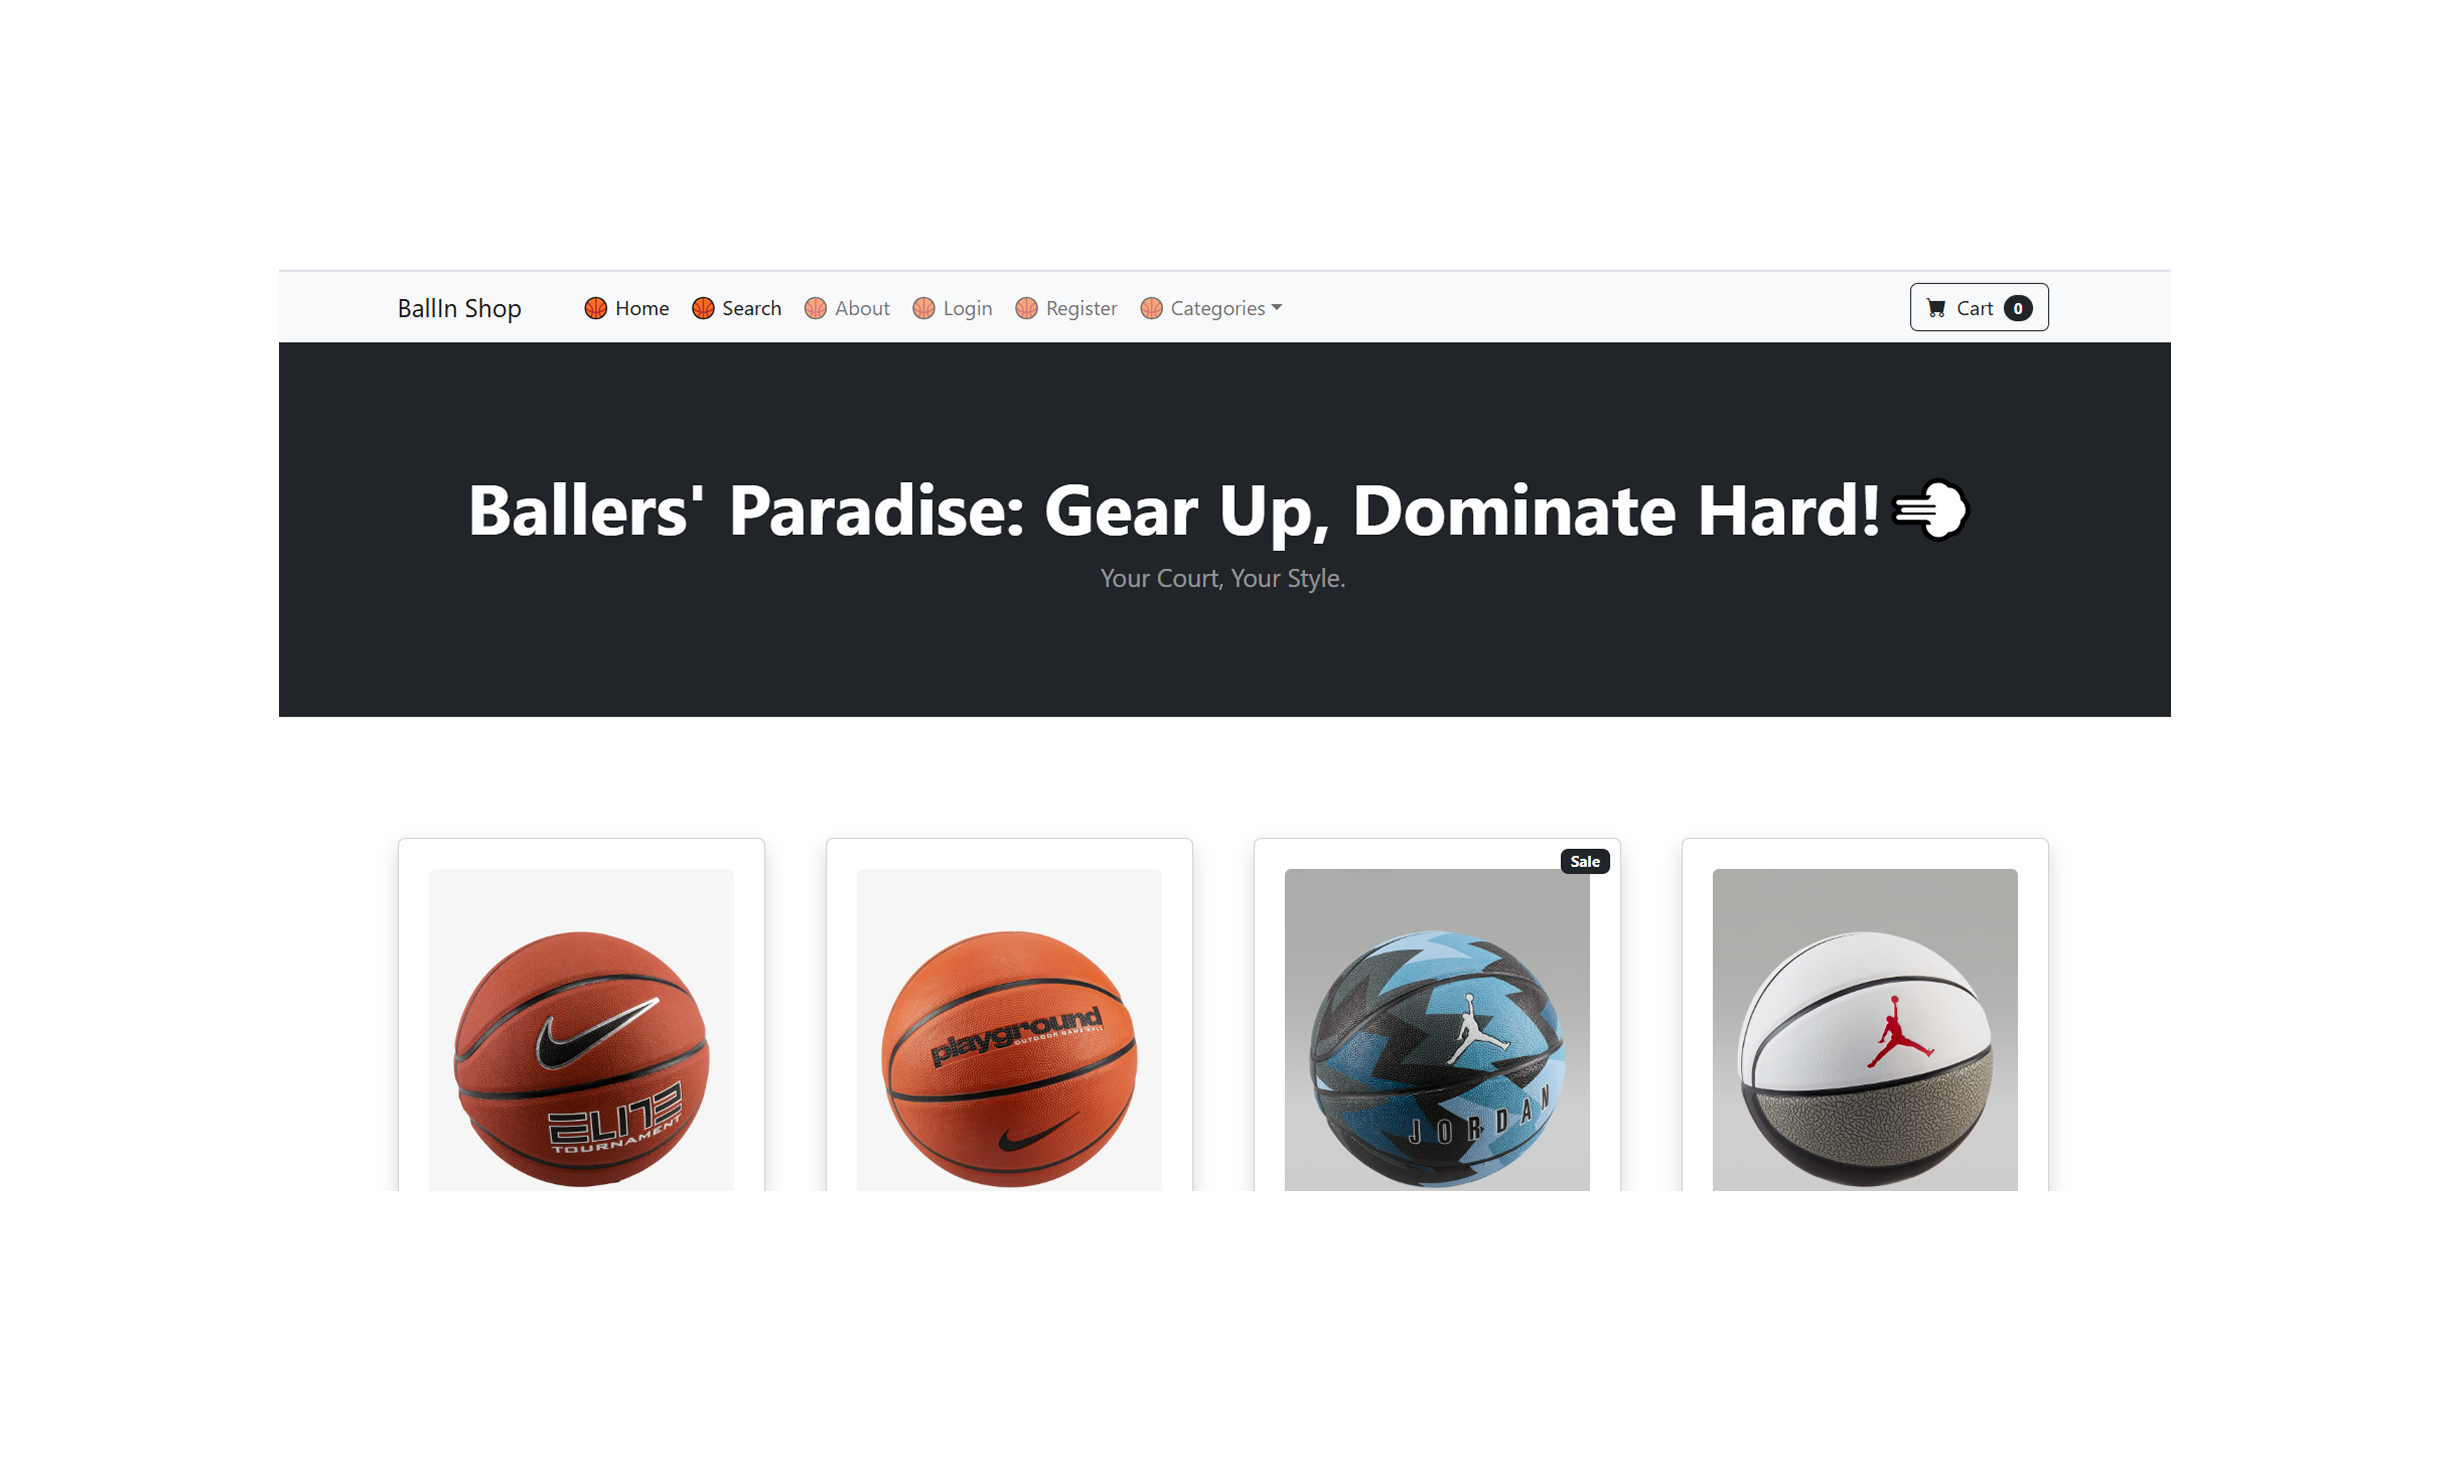 BallIn Shop Home Search About Login Register Categories Cart 0
Ballers' Paradise: Gear Up, Dominate Hard!
Your Court, Your Style.
Sale
ELITE
TOURNAMENT
playground
OUTDOOR GAME BALL
JORDAN